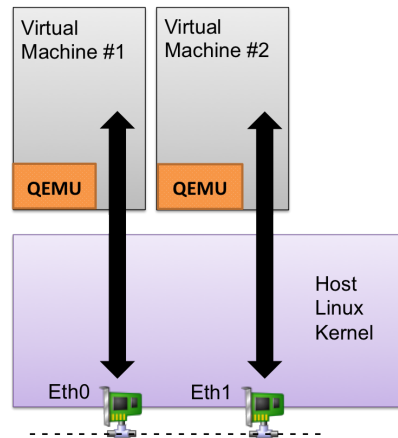 Virtual
Machine #1
Virtual
Machine #2
QEMU
QEMU
Host
Linux
Kernel
Eth0
Eth1